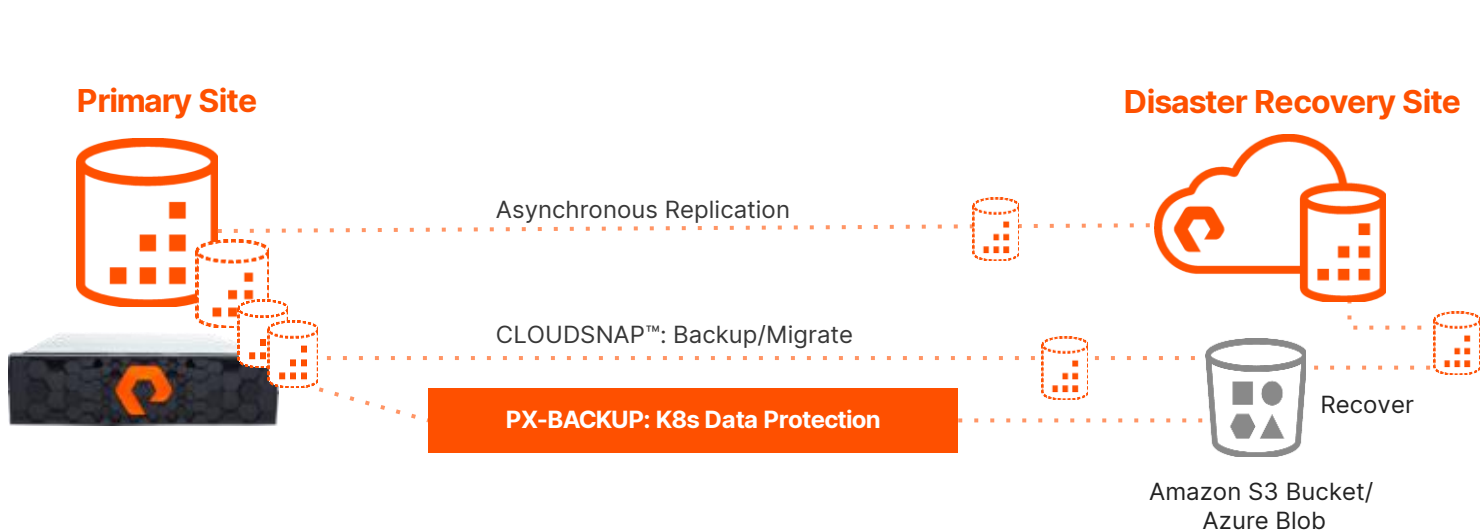 Primary Site
Disaster Recovery Site
Asynchronous Replication
CLOUDSNAP™: Backup/Migrate
PX-BACKUP: K8s Data Protection
Recover
Amazon S3 Bucket/
Azure Blob